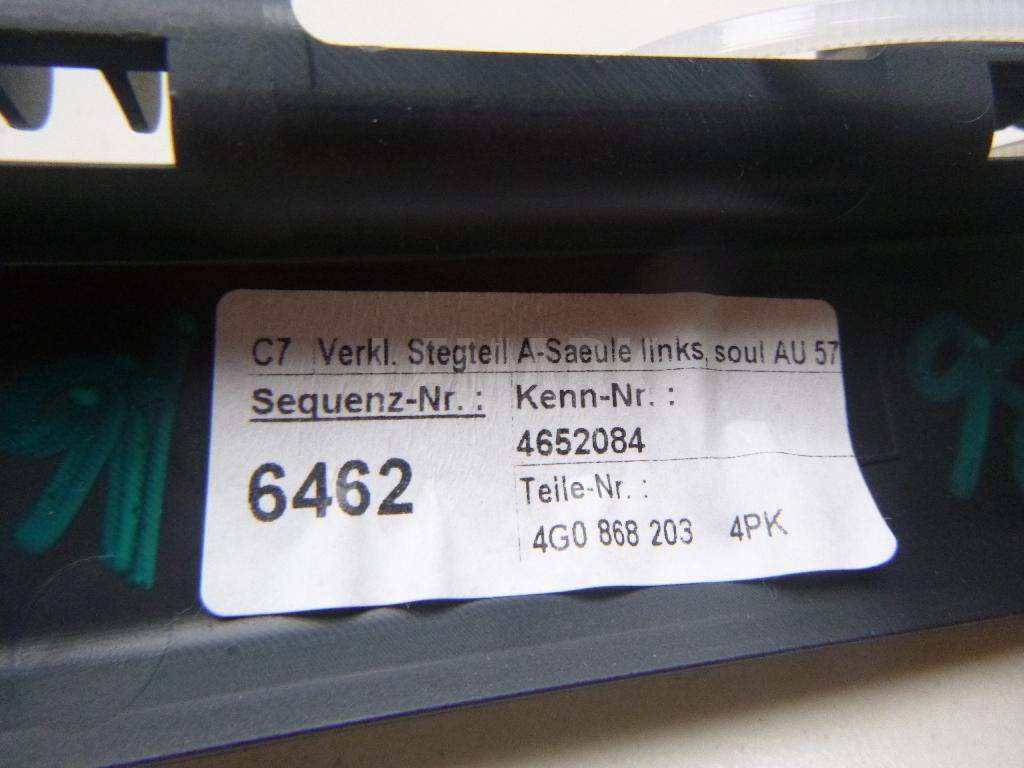 C7 Verkl. Stegteil A-Saeule links, soul AU 57
Sequenz-Nr. :
6462
Kenn-Nr. :
4652084
Teile-Nr. :
4G0 868 203 4PK